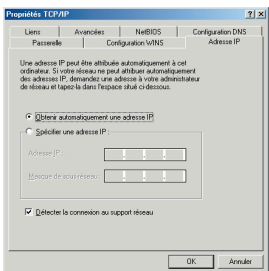 Propriétés TCP/IP
Liens Avancées NetBIOS Configuration DNS
Passerelle Configuration WINS Adresse IP
Une adresse IP peut être attribuée automatiquement à cet
ordinateur. Si votre réseau ne peut attribuer automatiquement
des adresses IP, demandez une adresse à votre administrateur
de réseau et tapez-la dans l'espace situé ci-dessous.
Obtenir automatiquement une adresse IP
Spécifier une adresse IP :
Adresse IP :
Masque de sous-réseau :
Détecter la connexion au support réseau
OK Annuler